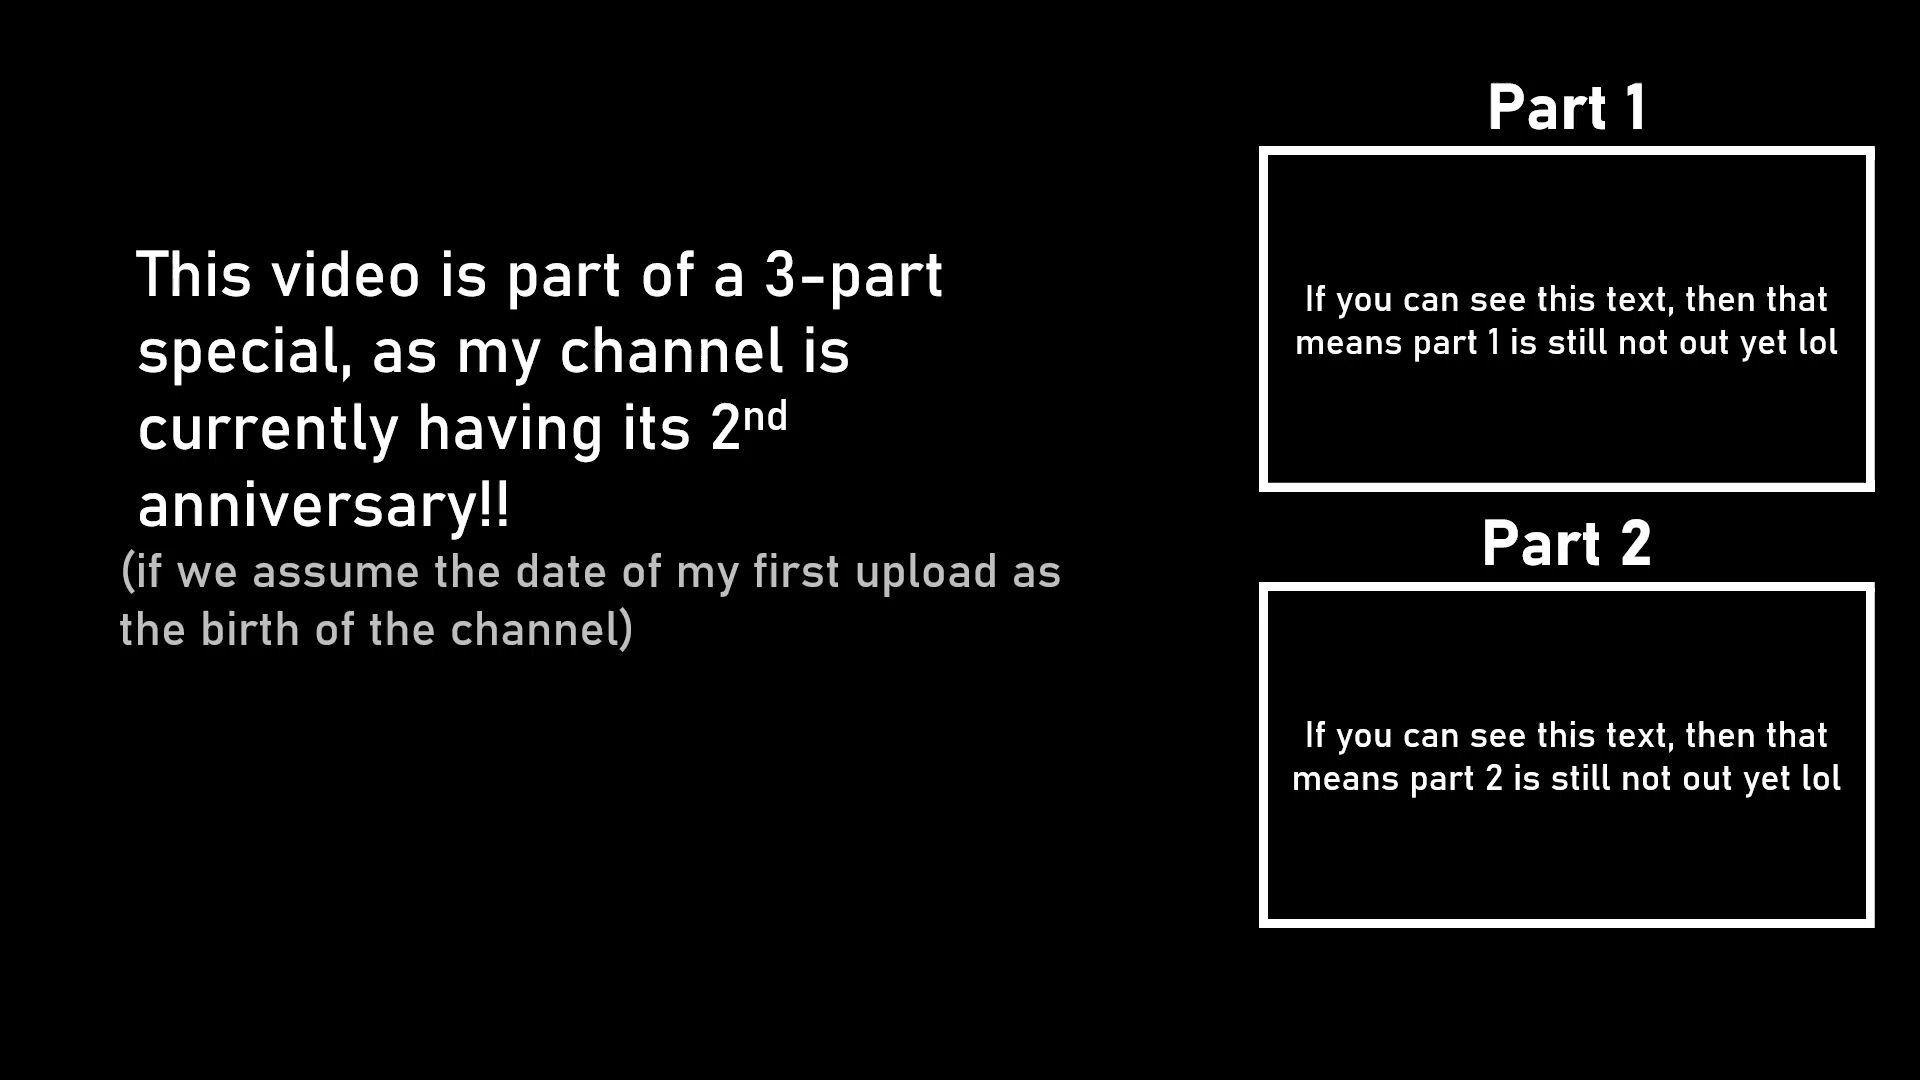 This video is part of a 3-part
special, as my channel is
currently having its 2nd
anniversary!!
(if we assume the date of my first upload as
the birth of the channel)
Part 1
If you can see this text, then that
means part 1 is still not out yet lol
Part 2
If you can see this text, then that
means part 2 is still not out yet lol